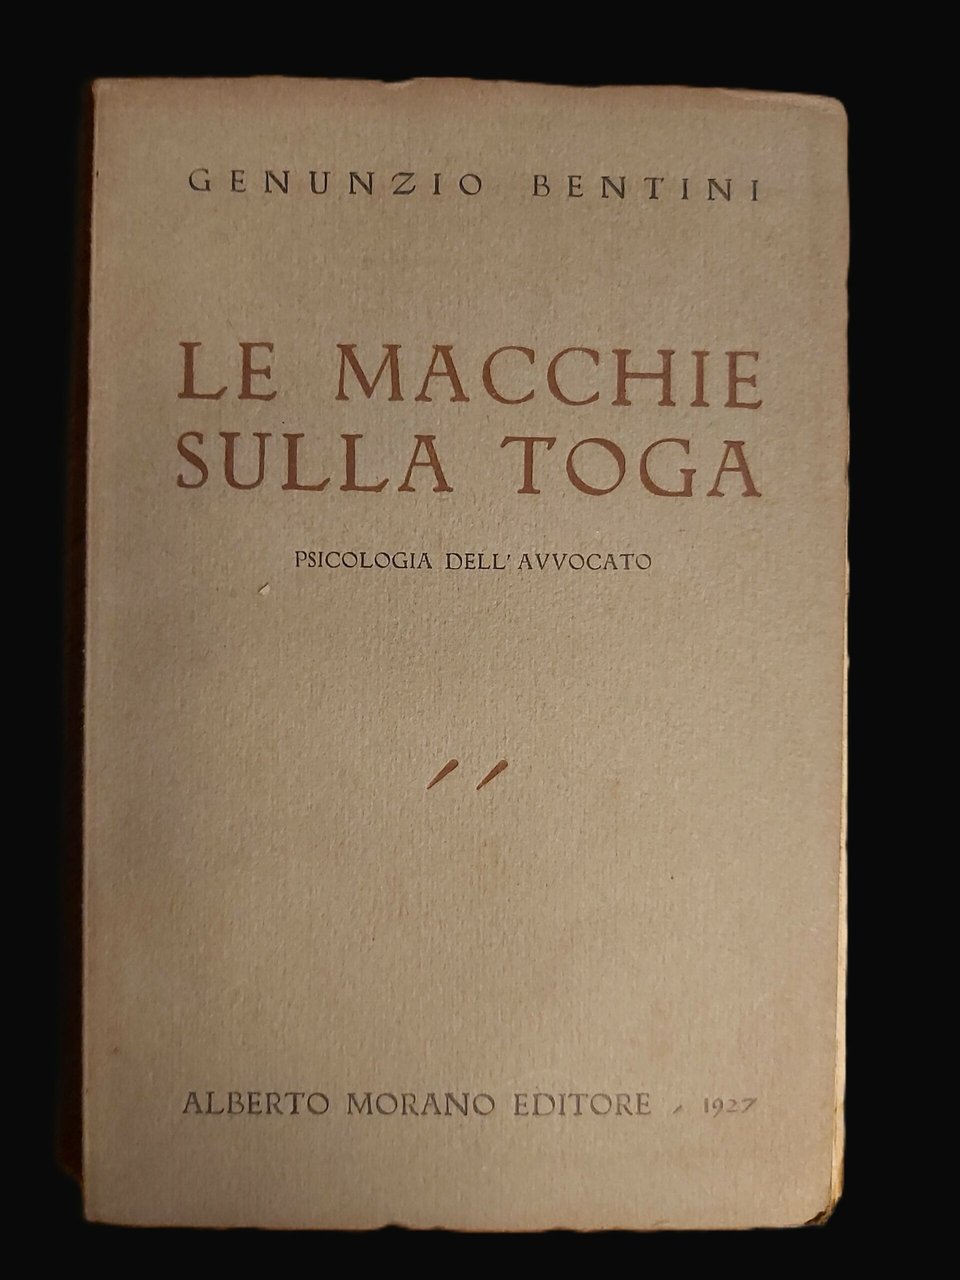 GENUNZIO BENTINI
LE MACCHIE
SULLA TOGA
PSICOLOGIA DELL'AVVOCATO
ALBERTO MORANO EDITORE , 1927